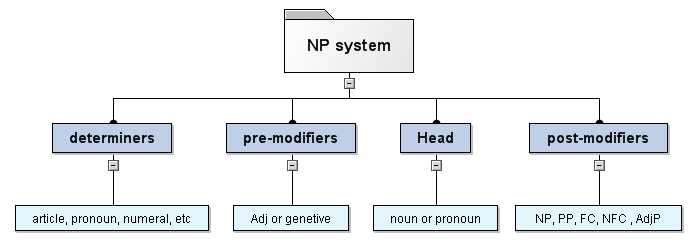 NP system
determiners
pre-modifiers
Head
post-modifiers
article, pronoun, numeral, etc
Adj or genetive
noun or pronoun
NP, PP, FC, NFC , AdjP